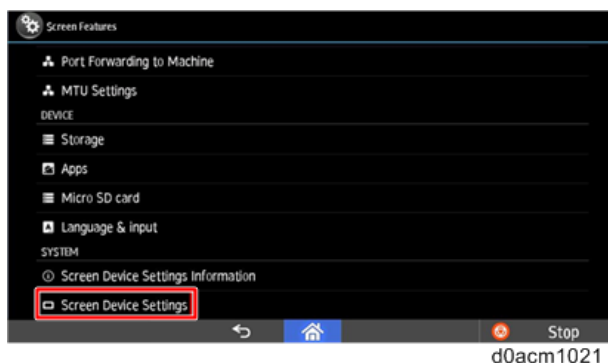 Screen Features
Port Forwarding to Machine
MTU Settings
DEVICE
Storage
Apps
Micro SD card
Language & input
SYSTEM
Screen Device Settings Information
Screen Device Settings
Stop
d0acm1021